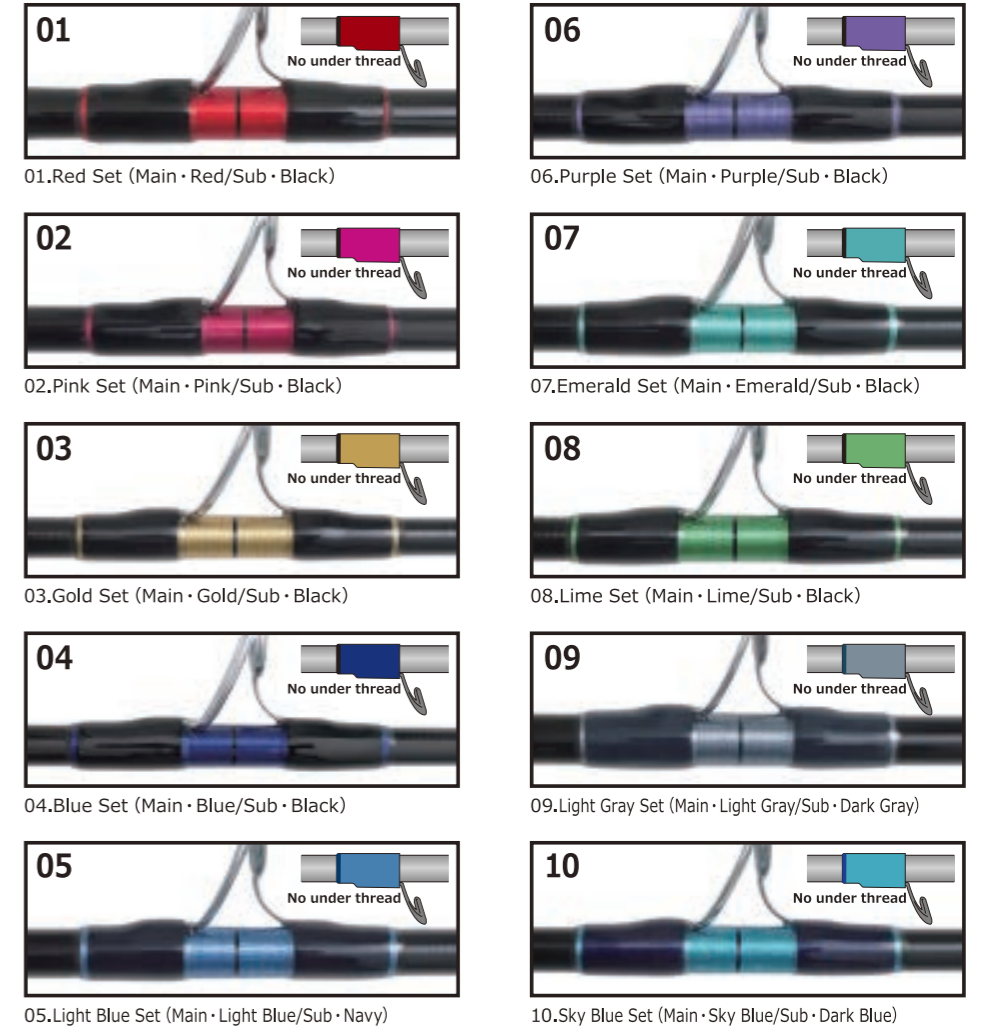 01
No under thread
01.Red Set (Main・Red/Sub・Black)
02
No under thread
02.Pink Set (Main・Pink/Sub・Black)
03
No under thread
03.Gold Set (Main・Gold/Sub・Black)
04
No under thread
04.Blue Set (Main・Blue/Sub・Black)
05
No under thread
05.Light Blue Set (Main・Light Blue/Sub・Navy)
06
No under thread
06.Purple Set (Main・Purple/Sub・Black)
07
No under thread
07.Emerald Set (Main・Emerald/Sub・Black)
08
No under thread
08.Lime Set (Main・Lime/Sub・Black)
09
No under thread
09.Light Gray Set (Main・Light Gray/Sub・Dark Gray)
10
No under thread
10.Sky Blue Set (Main・Sky Blue/Sub・Dark Blue)